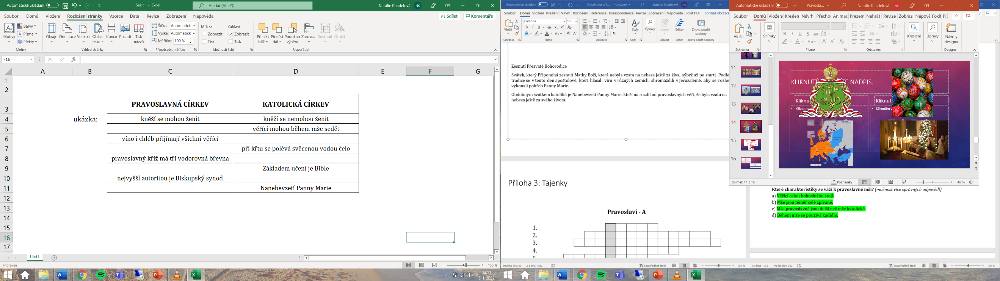 Automatické ukládání
Sešit1 - Excel
Hledat (Alt+Q)
Natálie Kundelová
NK
Soubor Domů Vložení Rozložení stránky Vzorce Data Revize Zobrazení Nápověda
Sdílet Komentáře
Motivy
Barvy
Písma
Efekty
Motivy
Okraje Orientace Velikost Oblast tisku Konce Pozadí Tisk názvů
Vzhled stránky
Šířka: Automatick
Výška: Automatick
Měřítko: 100 %
Přizpůsobit měřítko
Mřížka Záhlaví
Zobrazit Zobrazit
Tisk Tisk
Možnosti listů
Přenést blíž Přenést dál Podokno výběru Zarovnat Seskupit Otočit
Uspořádat
F16
A B C D E F G
1
2
3 PRAVOSLAVNÁ CÍRKEV KATOLICKÁ CÍRKEV
4 ukázka: kněží se mohou ženit kněží se nemohou ženit
5 věřící mohou během mše sedět
6 víno i chléb přijímají všichni věřící
7 při křtu se polévá svěcenou vodou čelo
8 pravoslavný kříž má tři vodorovná břevna
9 Základem učení je Bible
10 nejvyšší autoritou je Biskupský synod
11 Nanebevzetí Panny Marie
12
13
14
15
16
17
List1
Připraven
150 %
13:11
3. 1. 2022
Automatické ukládání
Didaktická příp... - Uložené
Natálie Kundelová
NK
Soubor Domů Vložení Kreslení Návrh Rozložení Reference Korespondence Revize Zobrazení Nápověda Foxit PDF Formát obrazce
Vložit
Schránka
Cambria 10
Písmo
Odstavec
Styly
Styly
Úpravy
Utajení
Citlivost
Editor
Editor
Znovu použít soubory
Znovu použít soubory
Zesnutí Přesvaté Bohorodice
Svátek, který Připomíná zesnutí Matky Boží, která nebyla vzata na nebesa ještě za živa, nýbrž až po smrti. Podle
tradice se v tento den apoštolové, kteří hlásali víru v různých zemích, shromáždili v Jeruzalémě, aby se rozlou
vykonali pohřeb Panny Marie.
Obdobným svátkem katolíků je Nanebevzetí Panny Marie, kteří na rozdíl od pravoslavných věří, že byla vzata na
nebesa ještě za svého života.
Příloha 3: Tajenky
Pravoslaví - A
1.
2.
3.
4.
5.
Stránka 19 z 20 2 z 5007 slov
Soustředěné čtení
130 %
Automatické ukládání
Pravosla...
Natálie Kundelová
NK
Soubor Domů Vložení Kreslen Návrh Přecho Animac Prezent Nahrát Revize Zobraz Nápově Foxit PI
Vložit
Schránka
Snímky
Písmo
Odstavec
Kreslení
Úpravy
Návrhy designu
Designer
11
12
13
14
15
16
KLIKNUTÍM NADPIS.
Kliknut
Kliknut
Kliknutím
Kliknutím v
Snímek 14 z 16
Poznámky
46 %
Které charakteristiky se váží k pravoslavné mši? (možnost více správných odpovědí)
a) Věřící celou bohoslužbu stojí.
b) Mše jsou téměř celé zpívané.
c) Mše pravoslavné jsou delší než mše katolické.
d) Během mše se používá kadidlo.
Stránka 1 z 3 Počet slov: 562
Soustředěné čtení
120 %